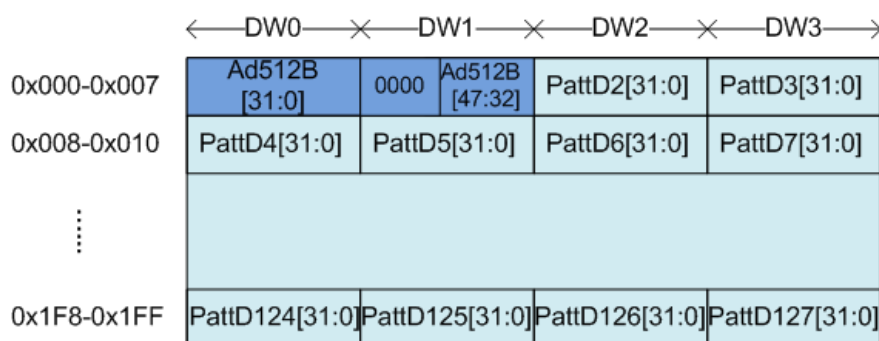 DW0 DW1 DW2 DW3
0x000-0x007 Ad512B [31:0] 0000 Ad512B [47:32] PattD2[31:0] PattD3[31:0]
0x008-0x010 PattD4[31:0] PattD5[31:0] PattD6[31:0] PattD7[31:0]
0x1F8-0x1FF PattD124[31:0] PattD125[31:0] PattD126[31:0] PattD127[31:0]